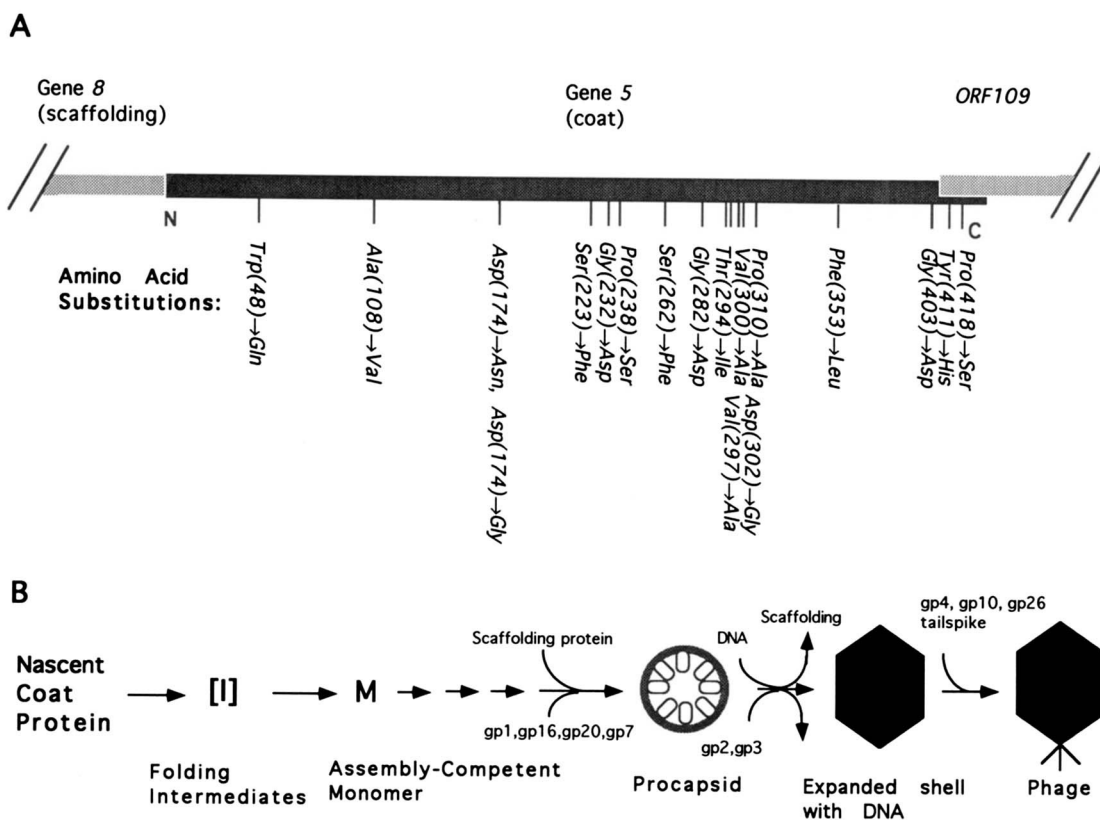 A
Gene 8
(scaffolding)
Gene 5
(coat)
ORF109
N
C
Amino Acid
Substitutions:
Trp(48)→Gln
Ala(108)→Val
Asp(174)→Asn, Asp(174)→Gly
Ser(223)→Phe
Gly(232)→Asp
Pro(238)→Ser
Ser(262)→Phe
Gly(282)→Asp
Thr(294)→Ile
Val(297)→Ala
Val(300)→Ala
Asp(302)→Gly
Pro(310)→Ala
Phe(353)→Leu
Gly(403)→Asp
Tyr(411)→His
Pro(418)→Ser
B
Nascent
Coat
Protein
[I]
M
Scaffolding protein
gp1,gp16,gp20,gp7
DNA
Scaffolding
gp2,gp3
gp4, gp10, gp26
tailspike
Folding
Intermediates
Assembly-Competent
Monomer
Procapsid
Expanded shell
with DNA
Phage